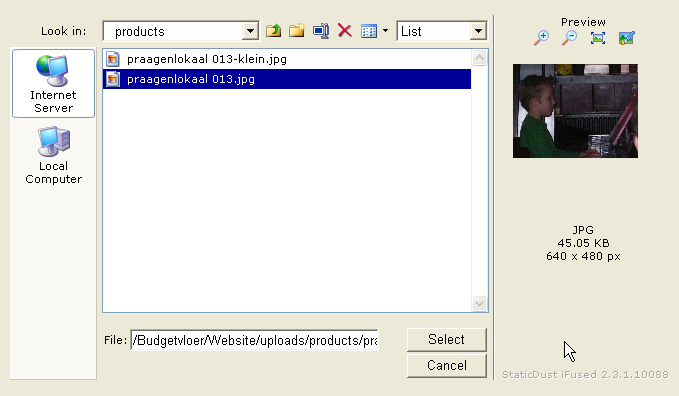 Look in:
products
List
Preview
Internet
Server
Local
Computer
praagenlokaal 013-klein.jpg
praagenlokaal 013.jpg
JPG
45.05 KB
640 x 480 px
File:
/Budgetvloer/Website/uploads/products/pra
Select
Cancel
StaticDust iFused 2.3.1.10088